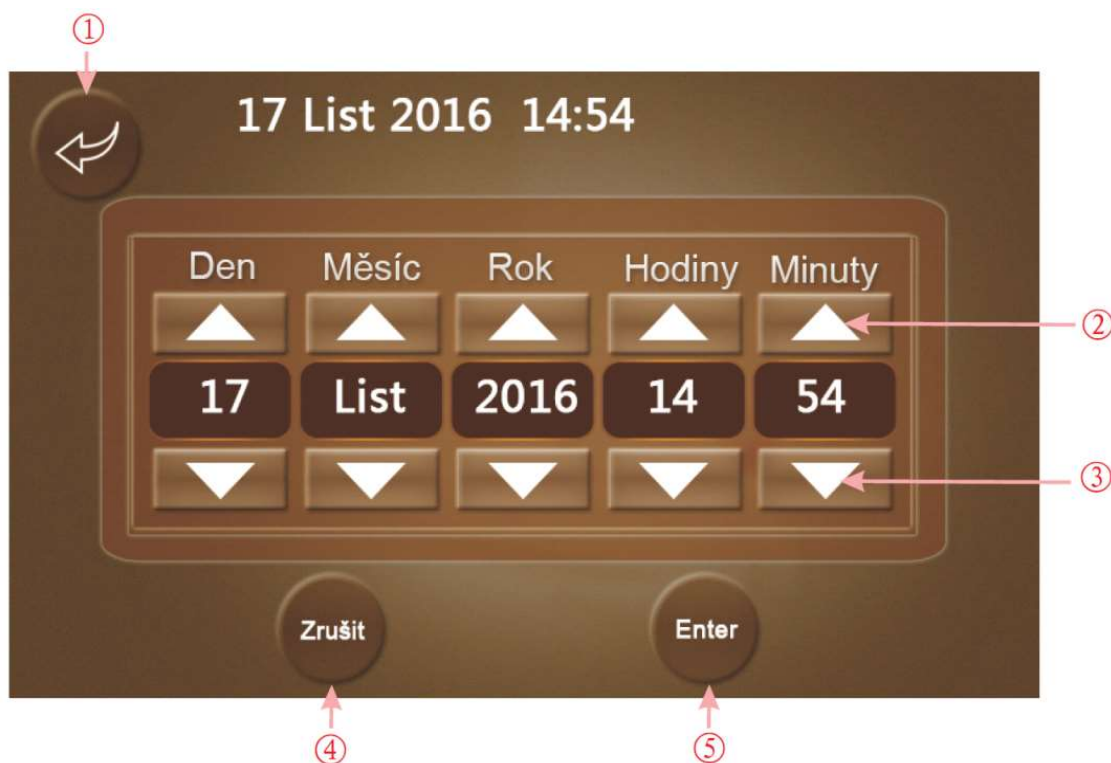 ①
17 List 2016 14:54
Den Měsíc Rok Hodiny Minuty
②
17 List 2016 14 54
③
Zrušit Enter
④ ⑤